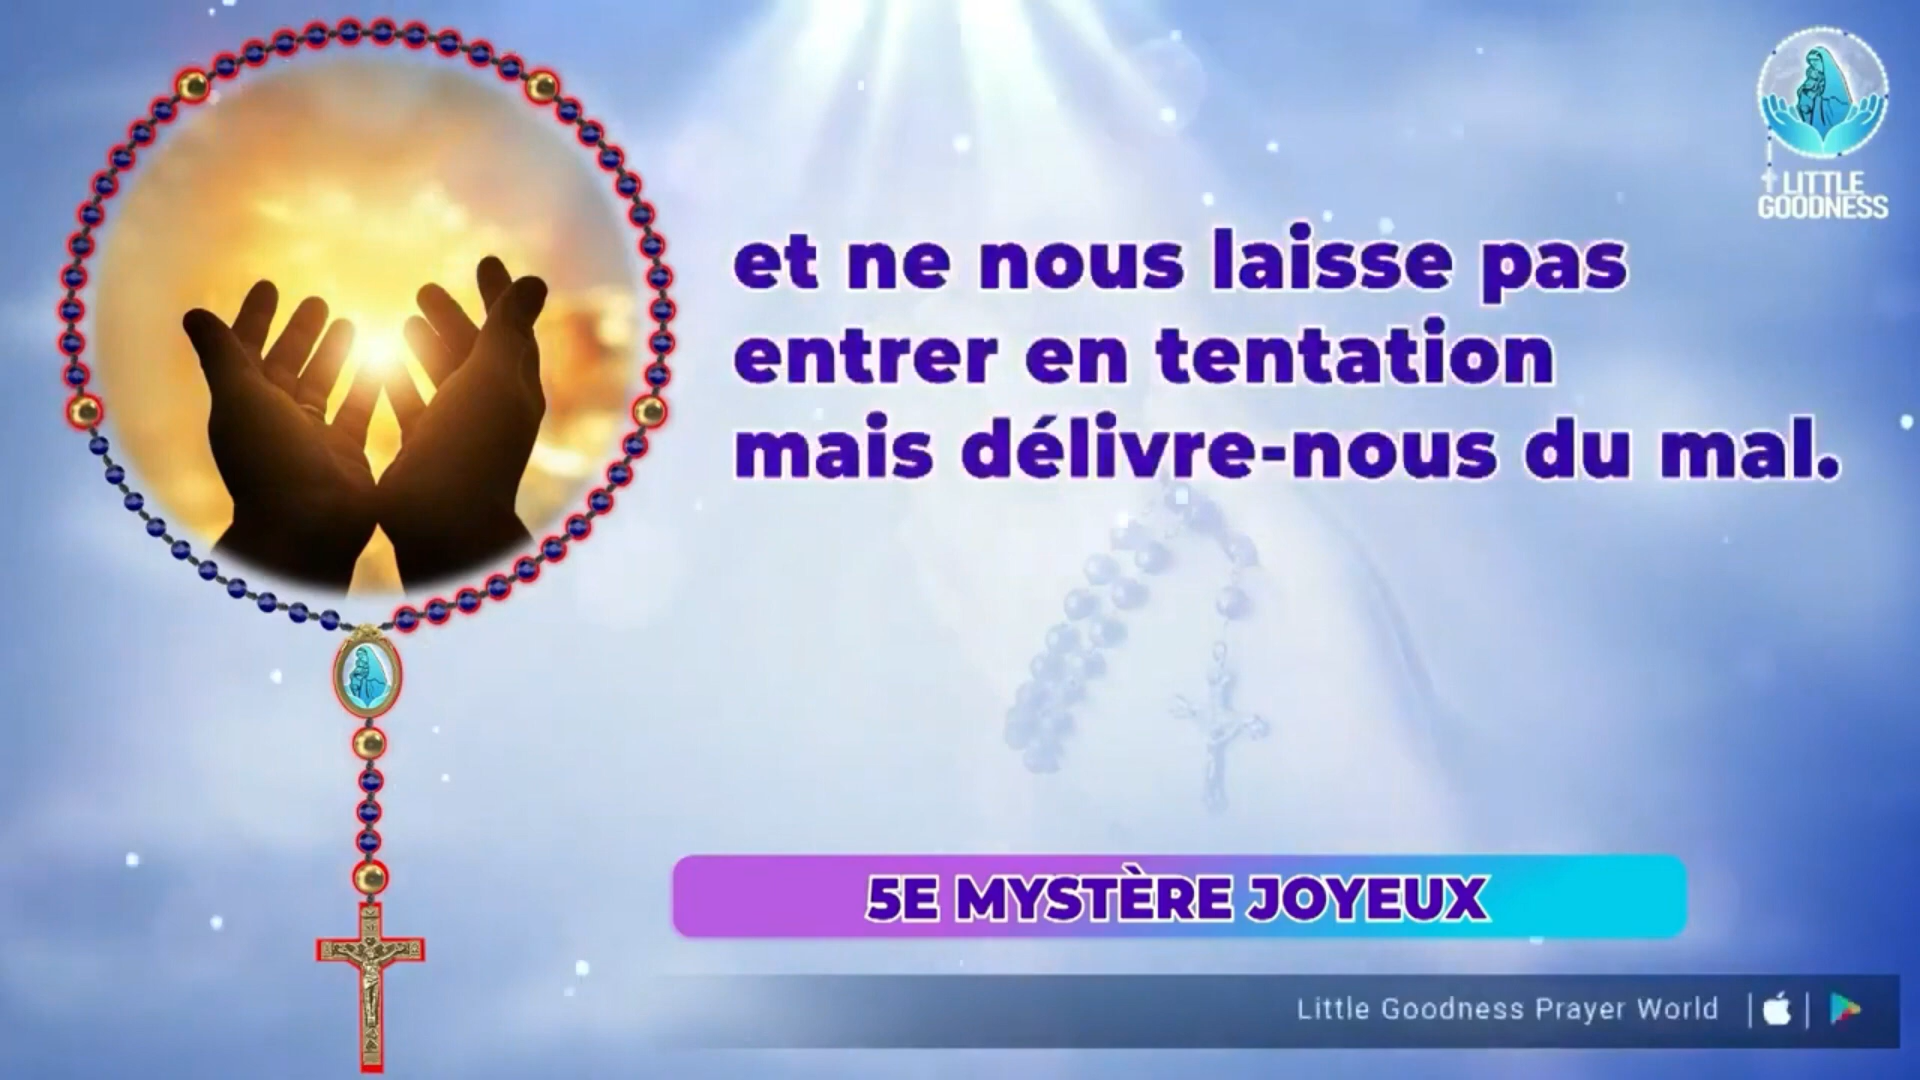 LITTLE
GOODNESS
et ne nous laisse pas
entrer en tentation
mais délivre-nous du mal.
5E MYSTÈRE JOYEUX
Little Goodness Prayer World